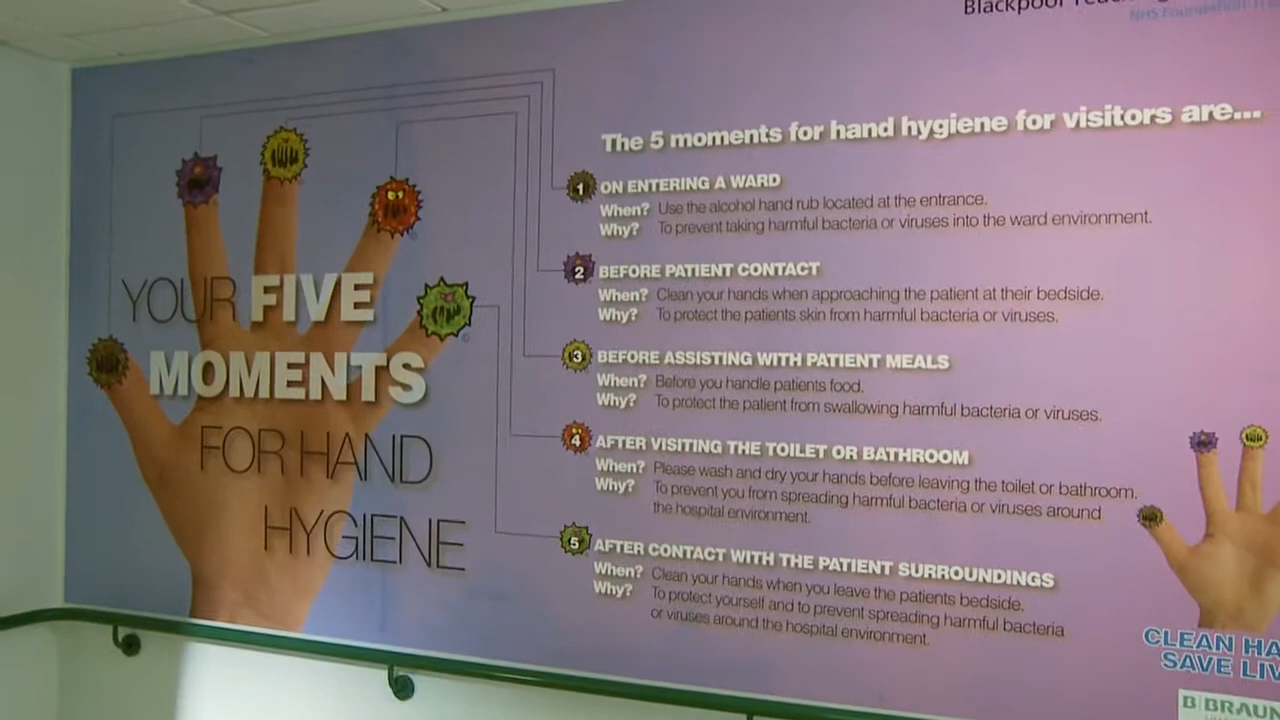 Blackpool
NHS Foundation
The 5 moments for hand hygiene for visitors are...
YOUR FIVE
MOMENTS
FOR HAND
HYGIENE
1 ON ENTERING A WARD
When? Use the alcohol hand rub located at the entrance.
Why? To prevent taking harmful bacteria or viruses into the ward environment.
2 BEFORE PATIENT CONTACT
When? Clean your hands when approaching the patient at their bedside.
Why? To protect the patients skin from harmful bacteria or viruses.
3 BEFORE ASSISTING WITH PATIENT MEALS
When? Before you handle patients food.
Why? To protect the patient from swallowing harmful bacteria or viruses.
4 AFTER VISITING THE TOILET OR BATHROOM
When? Please wash and dry your hands before leaving the toilet or bathroom.
Why? To prevent you from spreading harmful bacteria or viruses around
the hospital environment.
5 AFTER CONTACT WITH THE PATIENT SURROUNDINGS
When? Clean your hands when you leave the patients bedside.
Why? To protect yourself and to prevent spreading harmful bacteria
or viruses around the hospital environment.
CLEAN HA
SAVE LIV
B BRAUN